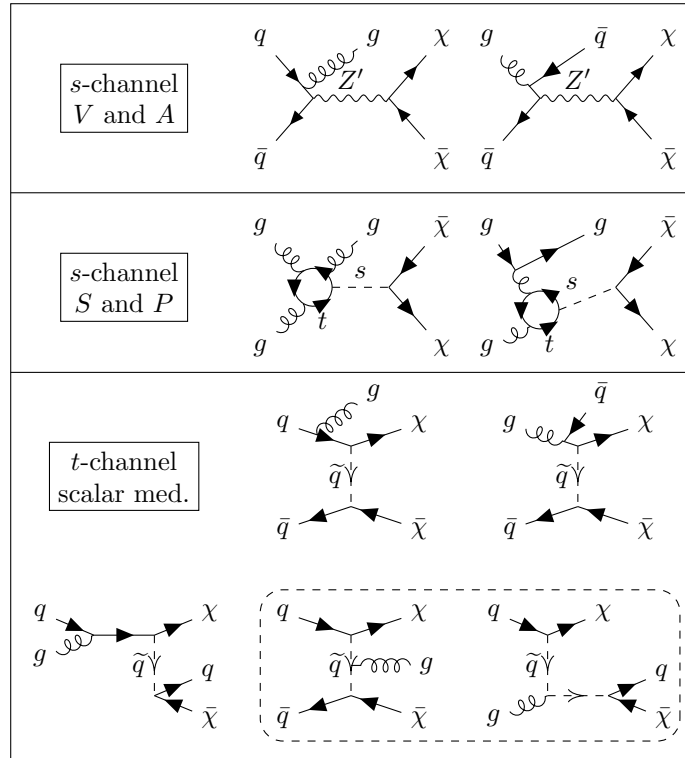 q g χ g q̄ χ
s-channel
V and A
Z′ Z′
q̄ χ̄ q̄ χ̄
g g χ̄ g g χ̄
s-channel
S and P
s s
g t χ g t χ
q g χ g q̄ χ
t-channel
scalar med.
q̃ q̃
q̄ χ̄ q̄ χ̄
q χ q χ q χ
g q̃ q q̃ g q̃
χ̄ q̄ χ̄ g q χ̄